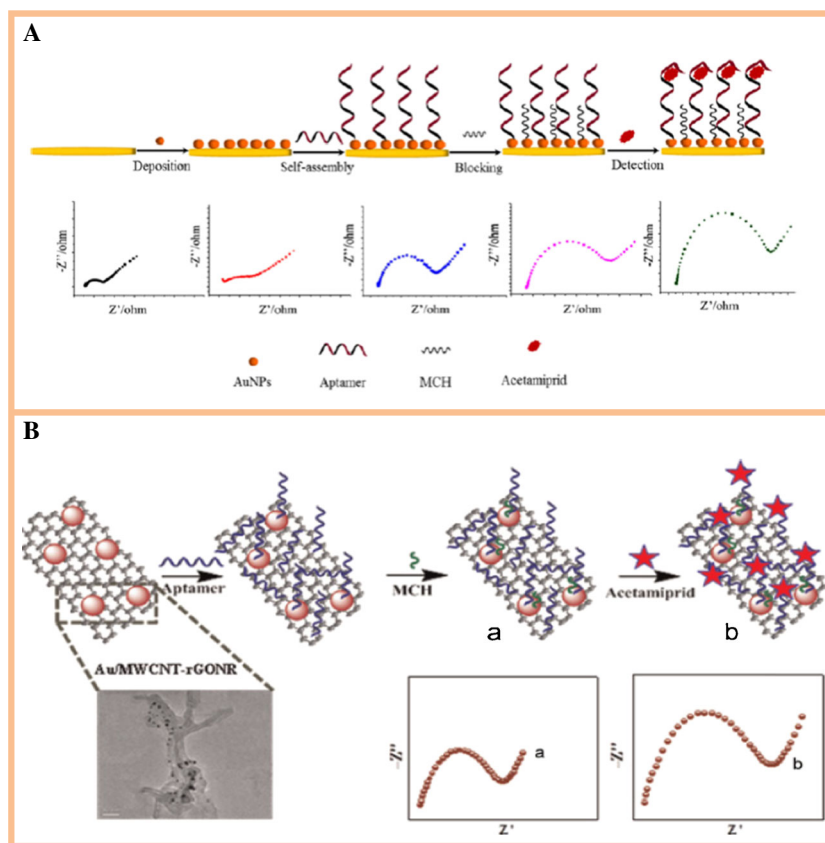 A
Deposition
Self-assembly
Blocking
Detection
-Z''/ohm
Z'/ohm
-Z''/ohm
Z'/ohm
-Z''/ohm
Z'/ohm
-Z''/ohm
Z'/ohm
-Z''/ohm
Z'/ohm
AuNPs
Aptamer
MCH
Acetamiprid
B
Aptamer
MCH
Acetamiprid
a
b
Au/MWCNT-rGONR
-Z''
a
Z'
-Z''
b
Z'